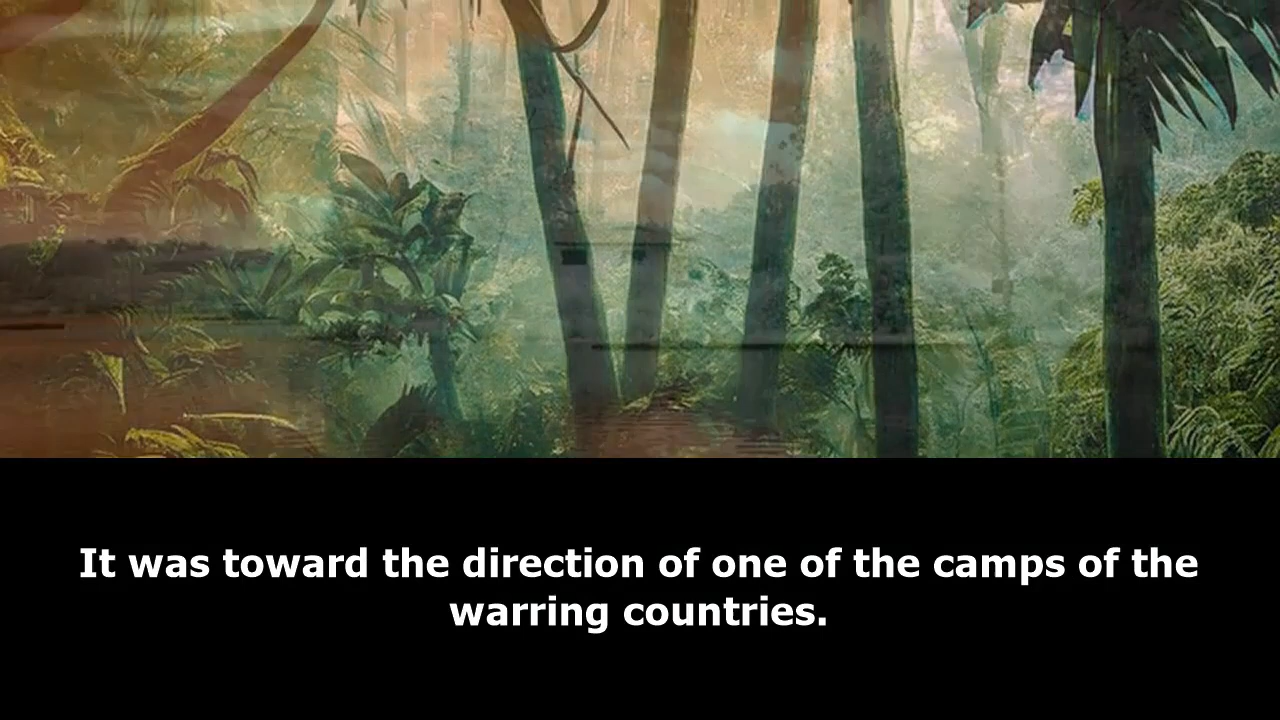 It was toward the direction of one of the camps of the
warring countries.